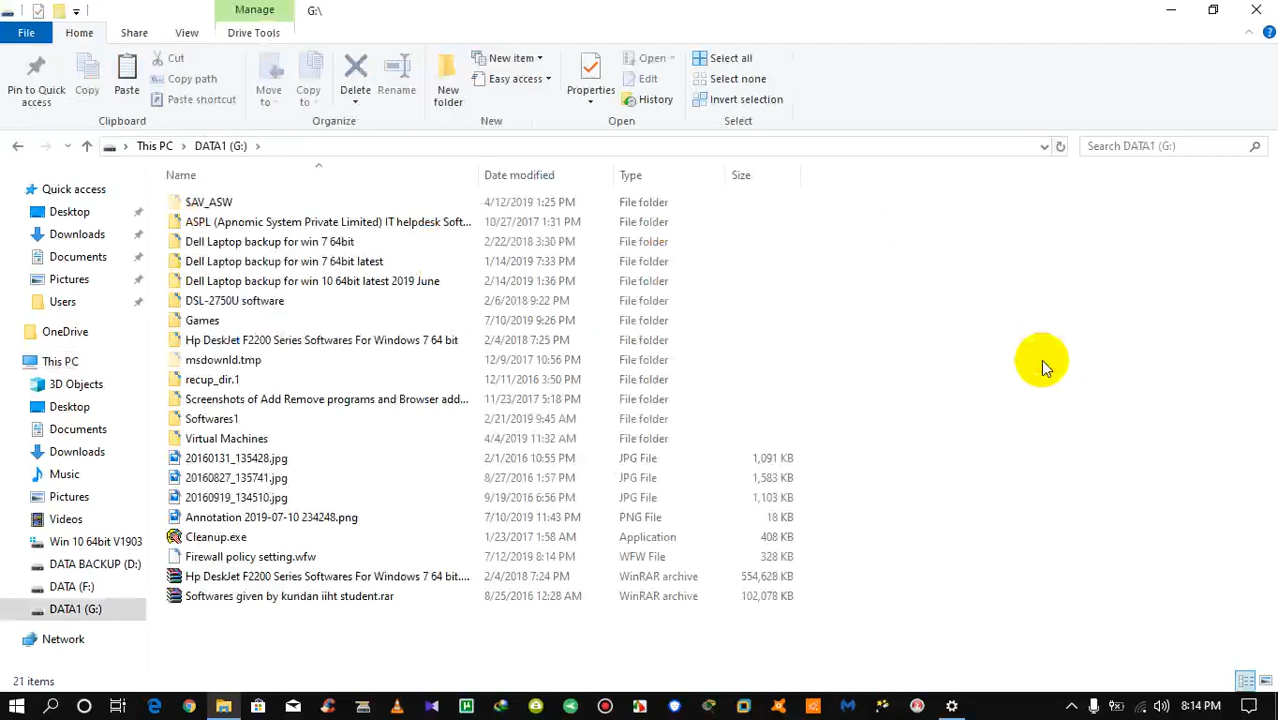 Manage G:\
File Home Share View Drive Tools
Pin to Quick access
Copy
Paste
Cut
Copy path
Paste shortcut
Clipboard
Move to
Copy to
Delete
Rename
Organize
New folder
New item
Easy access
New
Properties
Open
Edit
History
Open
Select all
Select none
Invert selection
Select
This PC > DATA1 (G:) >
Search DATA1 (G:)
Quick access
Desktop
Downloads
Documents
Pictures
Users
OneDrive
This PC
3D Objects
Desktop
Documents
Downloads
Music
Pictures
Videos
Win 10 64bit V1903
DATA BACKUP (D:)
DATA (F:)
DATA1 (G:)
Network
Name Date modified Type Size
$AV_ASW 4/12/2019 1:25 PM File folder
ASPL (Apnomic System Private Limited) IT helpdesk Soft... 10/27/2017 1:31 PM File folder
Dell Laptop backup for win 7 64bit 2/22/2018 3:30 PM File folder
Dell Laptop backup for win 7 64bit latest 1/14/2019 7:33 PM File folder
Dell Laptop backup for win 10 64bit latest 2019 June 2/14/2019 1:36 PM File folder
DSL-2750U software 2/6/2018 9:22 PM File folder
Games 7/10/2019 9:26 PM File folder
Hp DeskJet F2200 Series Softwares For Windows 7 64 bit 2/4/2018 7:25 PM File folder
msdownld.tmp 12/9/2017 10:56 PM File folder
recup_dir.1 12/11/2016 3:50 PM File folder
Screenshots of Add Remove programs and Browser add... 11/23/2017 5:18 PM File folder
Softwares1 2/21/2019 9:45 AM File folder
Virtual Machines 4/4/2019 11:32 AM File folder
20160131_135428.jpg 2/1/2016 10:55 PM JPG File 1,091 KB
20160827_135741.jpg 8/27/2016 1:57 PM JPG File 1,583 KB
20160919_134510.jpg 9/19/2016 6:56 PM JPG File 1,103 KB
Annotation 2019-07-10 234248.png 7/10/2019 11:43 PM PNG File 18 KB
Cleanup.exe 1/23/2017 1:58 AM Application 408 KB
Firewall policy setting.wfw 7/12/2019 8:14 PM WFW File 328 KB
Hp DeskJet F2200 Series Softwares For Windows 7 64 bit.... 2/4/2018 7:24 PM WinRAR archive 554,628 KB
Softwares given by kundan iiht student.rar 8/25/2016 12:28 AM WinRAR archive 102,078 KB
21 items
8:14 PM